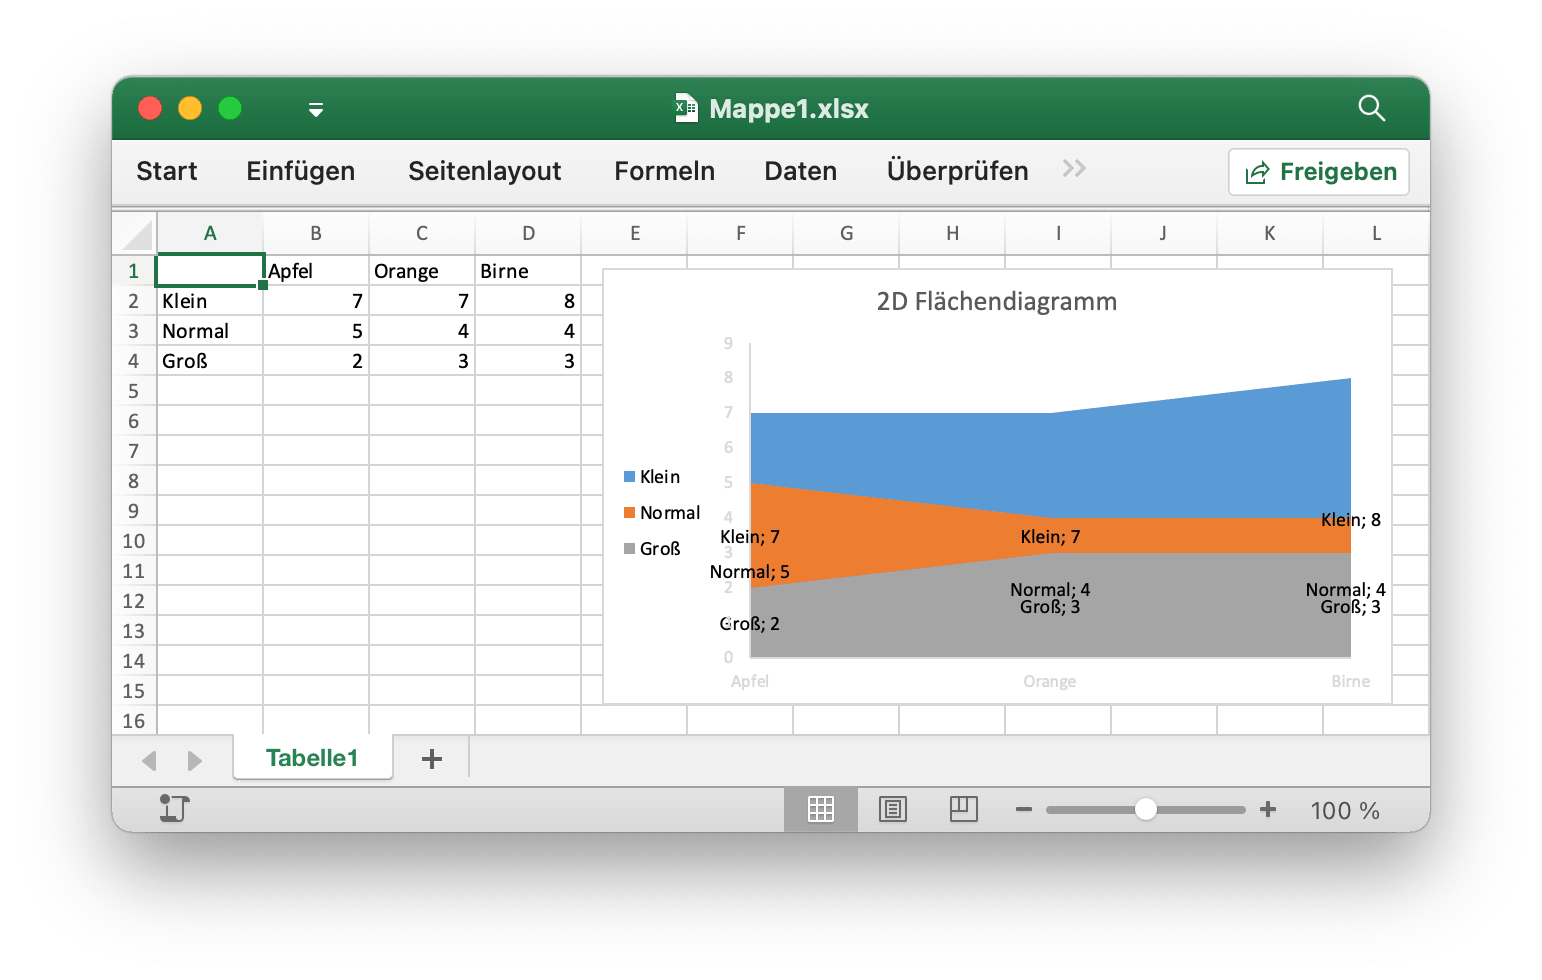 Mappe1.xlsx
Start Einfügen Seitenlayout Formeln Daten Überprüfen Freigeben
A B C D E F G H I J K L
1 Apfel Orange Birne
2 Klein 7 7 8
3 Normal 5 4 4
4 Groß 2 3 3
5
6
7
8
9
10
11
12
13
14
15
16
2D Flächendiagramm
9
8
7
6
5
4
3
2
1
0
Klein
Normal
Groß
Klein; 7 Klein; 7 Klein; 8
Normal; 5 Normal; 4 Normal; 4
Groß; 2 Groß; 3 Groß; 3
Apfel Orange Birne
Tabelle1
100 %